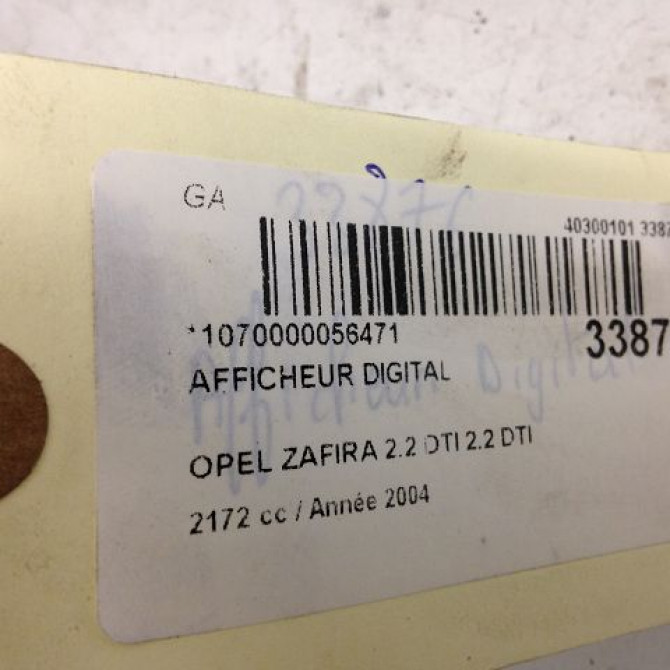 GA
40300101 3387
*1070000056471
3387
AFFICHEUR DIGITAL
OPEL ZAFIRA 2.2 DTI 2.2 DTI
2172 cc / Année 2004